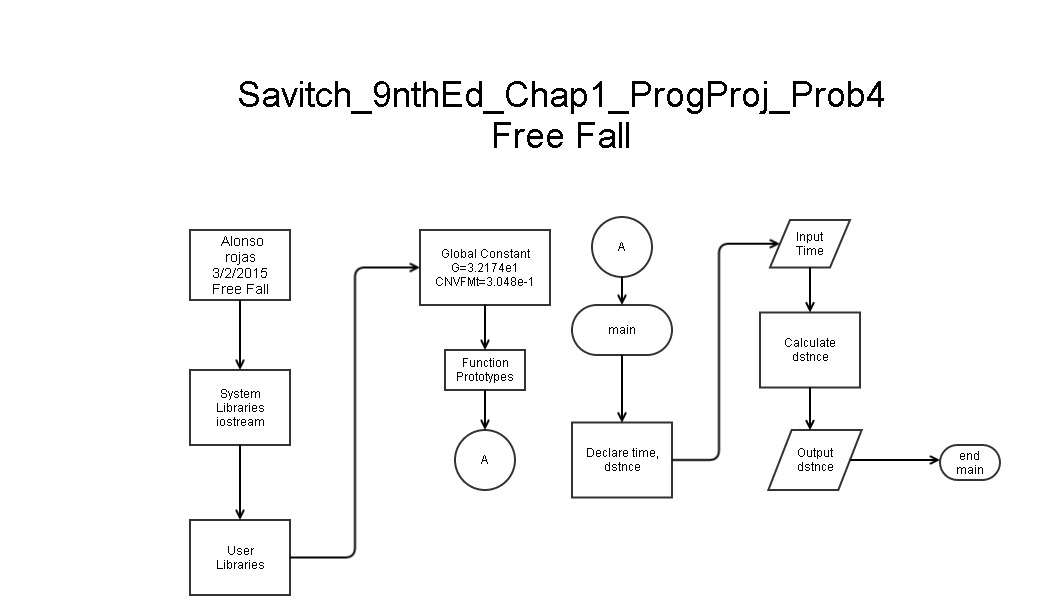 Savitch_9nthEd_Chap1_ProgProj_Prob4
Free Fall
Alonso
rojas
3/2/2015
Free Fall
System
Libraries
iostream
User
Libraries
Global Constant
G=3.2174e1
CNVFMt=3.048e-1
Function
Prototypes
A
A
main
Declare time,
dstnce
Input
Time
Calculate
dstnce
Output
dstnce
end
main